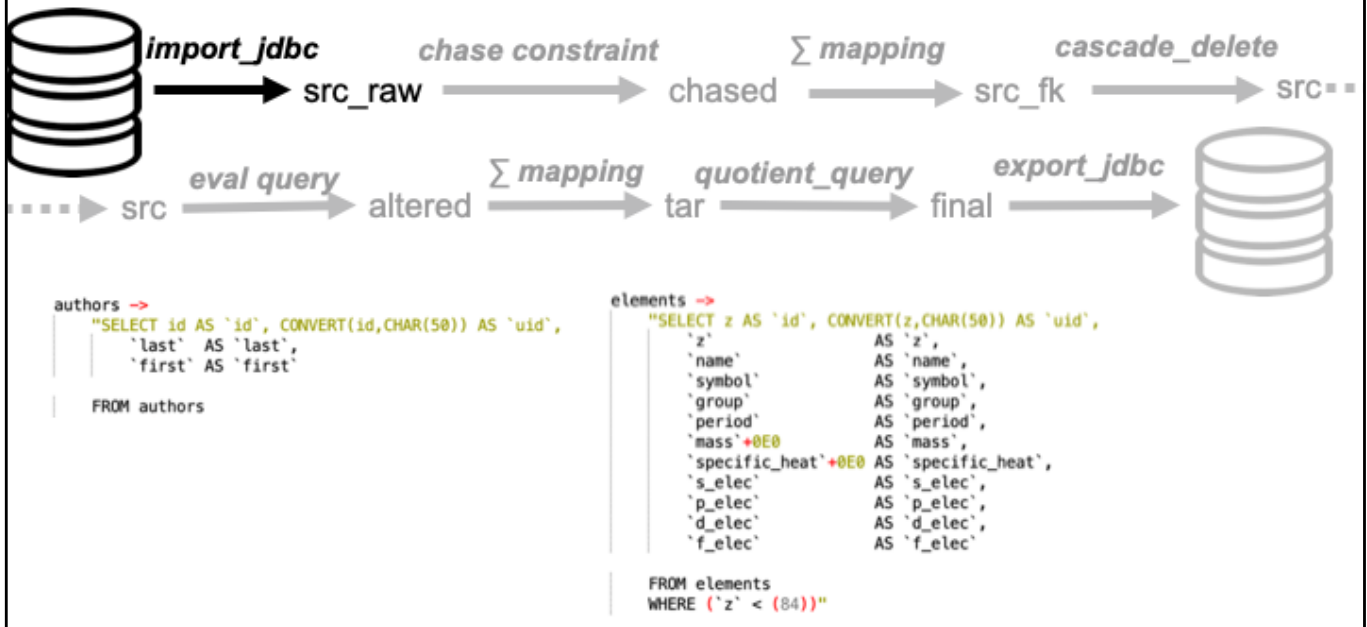 import_jdbc chase constraint ∑ mapping cascade_delete
src_raw chased src_fk src
eval query ∑ mapping quotient_query export_jdbc
src altered tar final
authors ->
"SELECT id AS `id`, CONVERT(id,CHAR(50)) AS `uid`,
`last` AS `last`,
`first` AS `first`
FROM authors
elements ->
"SELECT z AS `id`, CONVERT(z,CHAR(50)) AS `uid`,
`z` AS `z`,
`name` AS `name`,
`symbol` AS `symbol`,
`group` AS `group`,
`period` AS `period`,
`mass`+0E0 AS `mass`,
`specific_heat`+0E0 AS `specific_heat`,
`s_elec` AS `s_elec`,
`p_elec` AS `p_elec`,
`d_elec` AS `d_elec`,
`f_elec` AS `f_elec`
FROM elements
WHERE (`z` < (84))"